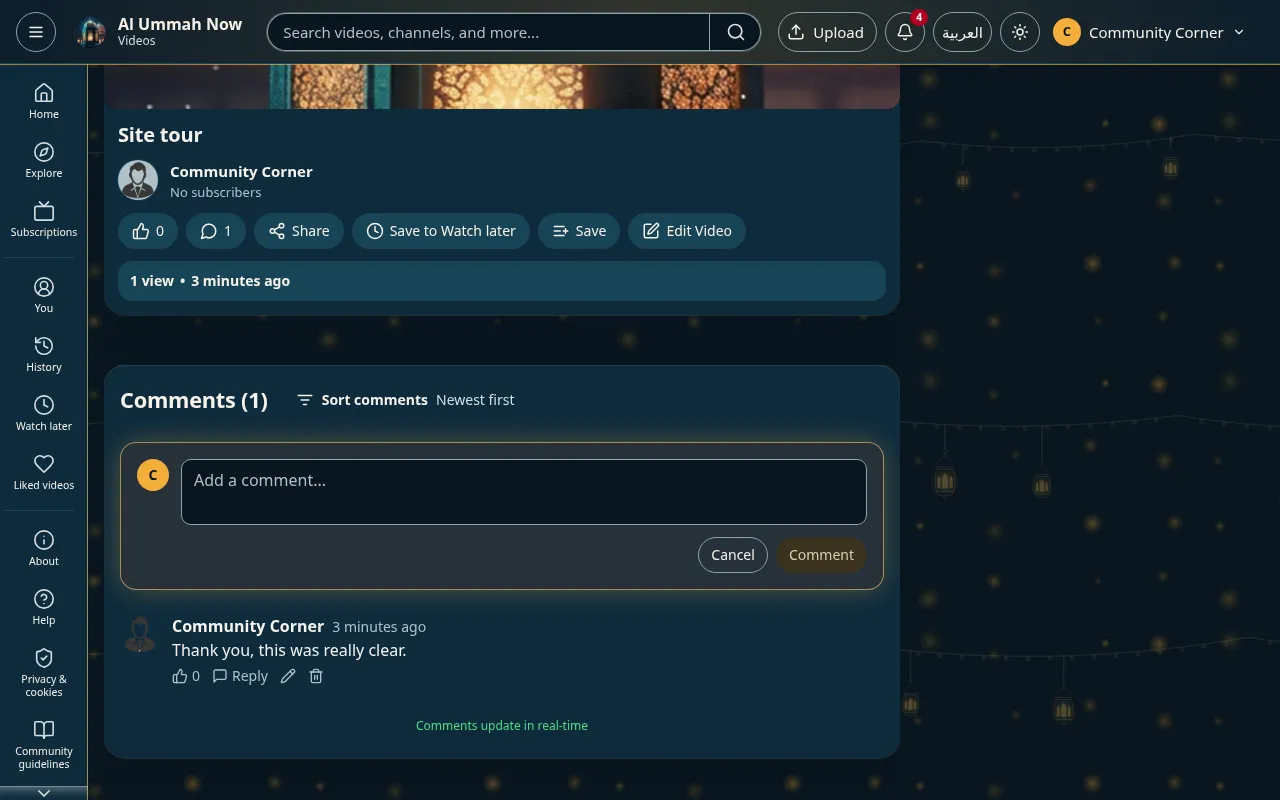 Al Ummah Now
Videos
Search videos, channels, and more...
Upload
4
العربية
C
Community Corner
Home
Explore
Subscriptions
You
History
Watch later
Liked videos
About
Help
Privacy &
cookies
Community
guidelines
Site tour
Community Corner
No subscribers
0
1
Share
Save to Watch later
Save
Edit Video
1 view • 3 minutes ago
Comments (1)
Sort comments Newest first
C
Add a comment...
Cancel
Comment
Community Corner 3 minutes ago
Thank you, this was really clear.
0 Reply
Comments update in real-time